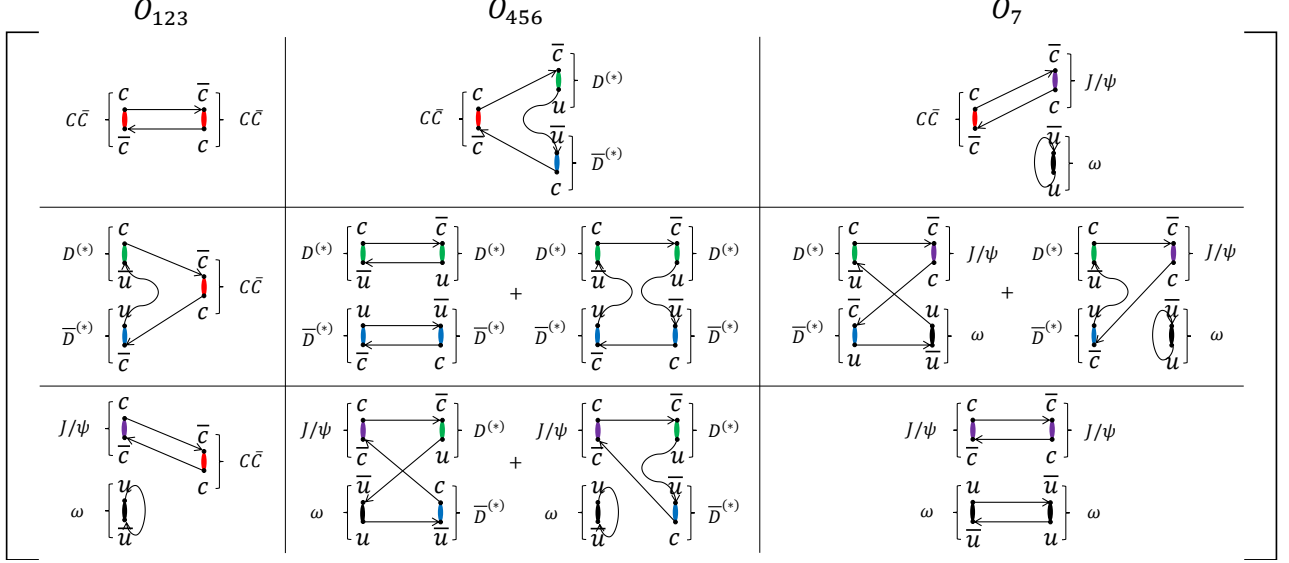 O₁₂₃
O₄₅₆
O₇
c c̅
CC̄ CC̄
c̅ c
c̅
c D⁽*⁾
CC̄ u
c̅ u̅
D̅⁽*⁾
c
c̅
c J/ψ
CC̄ c
c̅ u̅
ω
u
c
D⁽*⁾ c̅
u̅ CC̄
u c
D̅⁽*⁾
c̅
c c̅ c c̅
D⁽*⁾ D⁽*⁾ D⁽*⁾ D⁽*⁾
u̅ u u̅ u
+
u u̅ u u̅
D̅⁽*⁾ D̅⁽*⁾ D̅⁽*⁾ D̅⁽*⁾
c̅ c c̅ c
c c̅ c c̅
D⁽*⁾ J/ψ D⁽*⁾ J/ψ
u̅ c u̅ c
+
c̅ u u u̅
D̅⁽*⁾ ω D̅⁽*⁾ ω
u u̅ c̅ u
c
J/ψ c̅
c̅ CC̄
u c
ω
u̅
c c̅ c c̅
J/ψ D⁽*⁾ J/ψ D⁽*⁾
c̅ u c̅ u
+
u̅ c u u̅
ω D̅⁽*⁾ ω D̅⁽*⁾
u u̅ u̅ c
c c̅
J/ψ J/ψ
c̅ c
u u̅
ω ω
u̅ u